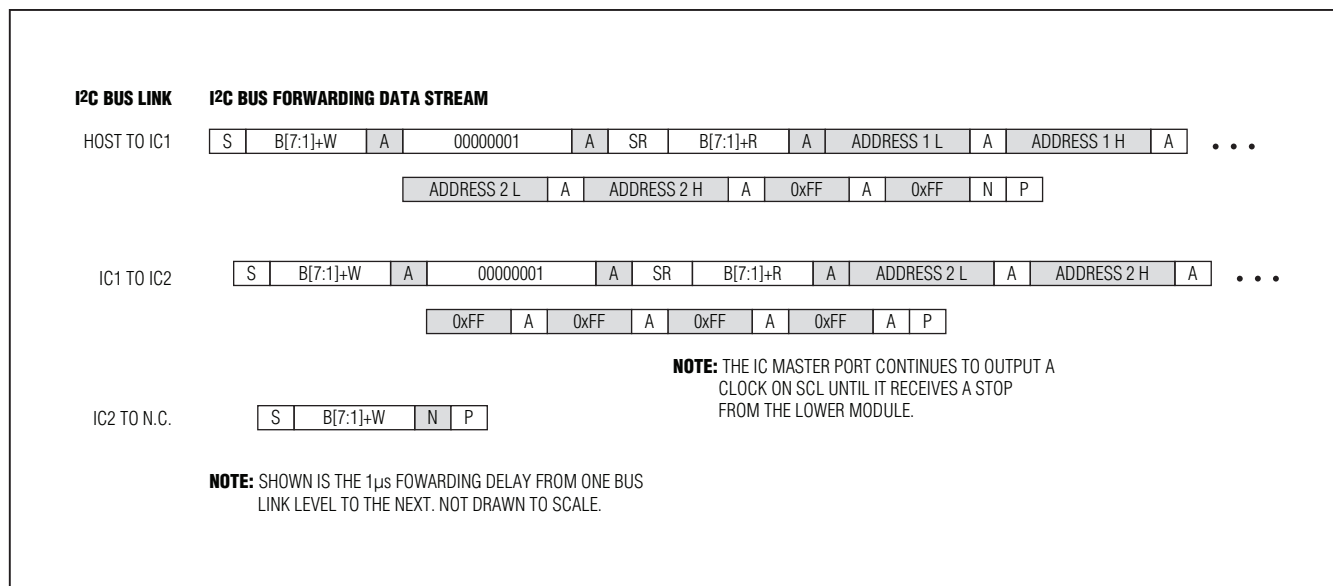 I²C BUS LINK I²C BUS FORWARDING DATA STREAM
HOST TO IC1 S B[7:1]+W A 00000001 A SR B[7:1]+R A ADDRESS 1 L A ADDRESS 1 H A • • •
ADDRESS 2 L A ADDRESS 2 H A 0xFF A 0xFF N P
IC1 TO IC2 S B[7:1]+W A 00000001 A SR B[7:1]+R A ADDRESS 2 L A ADDRESS 2 H A • • •
0xFF A 0xFF A 0xFF A 0xFF A P
NOTE: THE IC MASTER PORT CONTINUES TO OUTPUT A
CLOCK ON SCL UNTIL IT RECEIVES A STOP
FROM THE LOWER MODULE.
IC2 TO N.C. S B[7:1]+W N P
NOTE: SHOWN IS THE 1µs FOWARDING DELAY FROM ONE BUS
LINK LEVEL TO THE NEXT. NOT DRAWN TO SCALE.